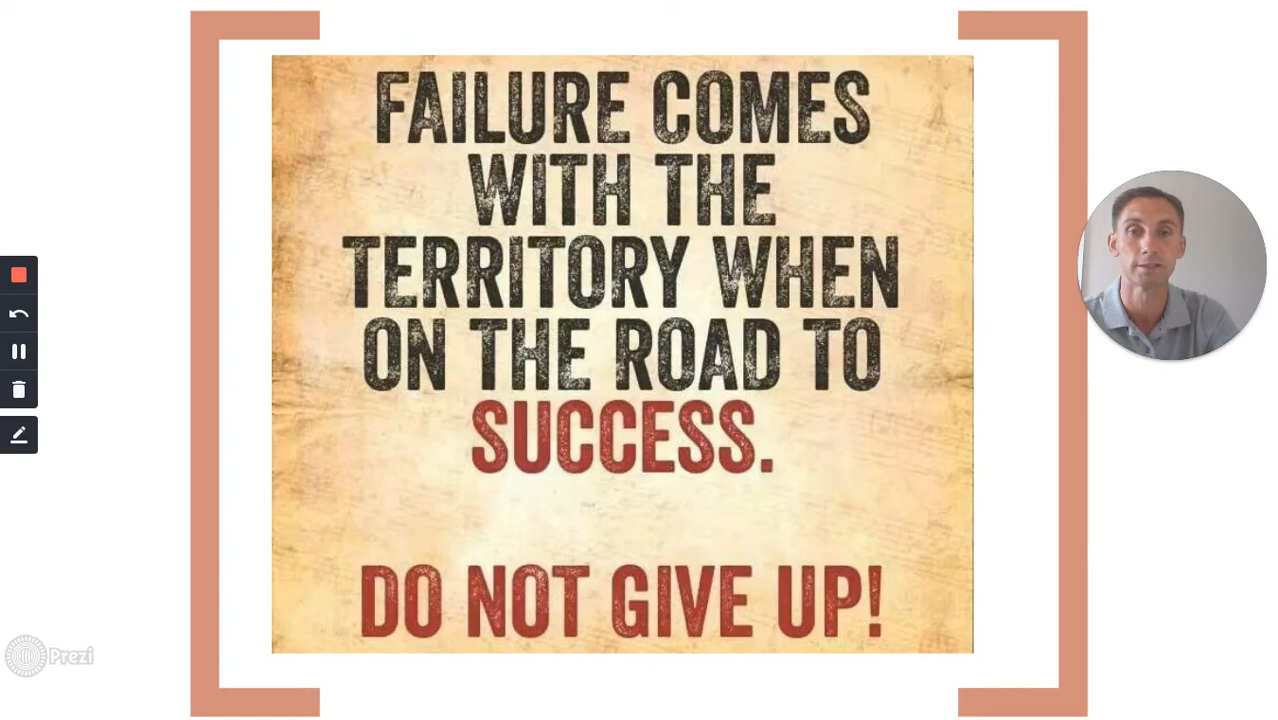 FAILURE COMES
WITH THE
TERRITORY WHEN
ON THE ROAD TO
SUCCESS.
DO NOT GIVE UP!
Prezi